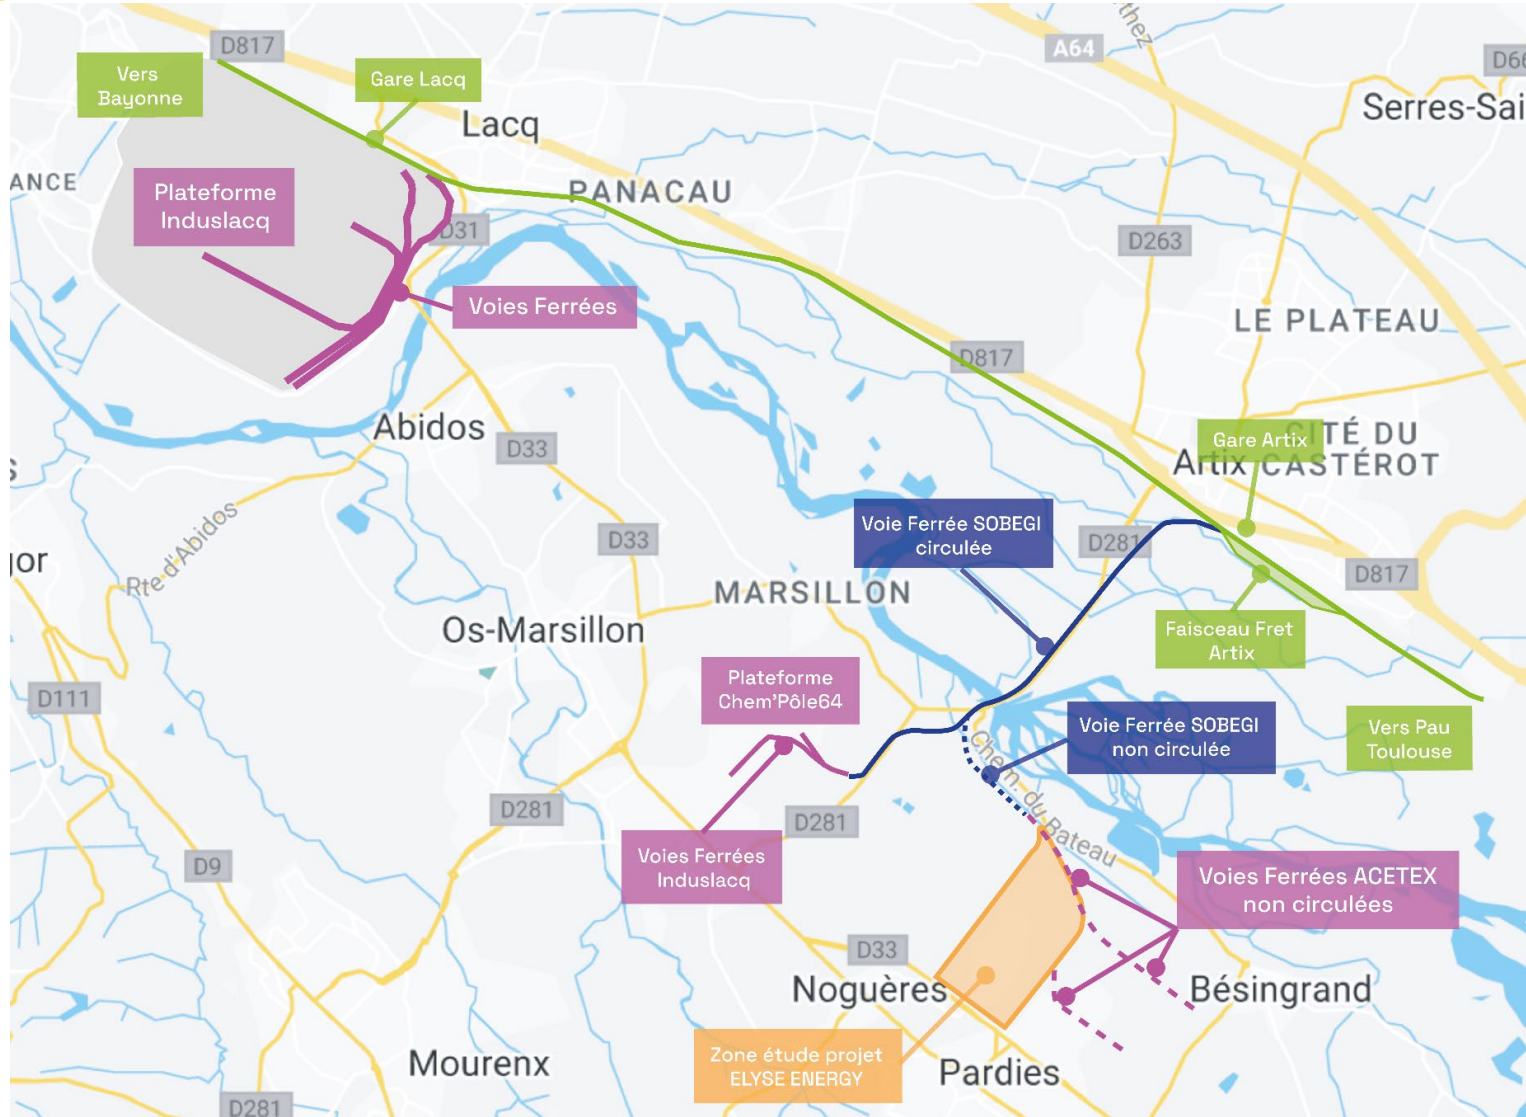 D817
A64
Vers
Bayonne
Gare Lacq
Lacq
Serres-Sai
ANCE
Plateforme
Induslacq
PANACAU
D31
D263
Voies Ferrées
LE PLATEAU
D817
Abidos
D33
Gare Artix
CITÉ DU
Artix
CASTÉROT
Rte d'Abidos
Voie Ferrée SOBEGI
circulée
D33
D281
D817
jor
MARSILLON
Os-Marsillon
Faisceau Fret
Artix
D111
Plateforme
Chem'Pôle64
Voie Ferrée SOBEGI
non circulée
Vers Pau
Toulouse
Chem. du Bateau
D281
D281
D9
Voies Ferrées
Induslacq
Voies Ferrées ACETEX
non circulées
D33
Noguères
Bésingrand
Zone étude projet
ELYSE ENERGY
Mourenx
Pardies
D281